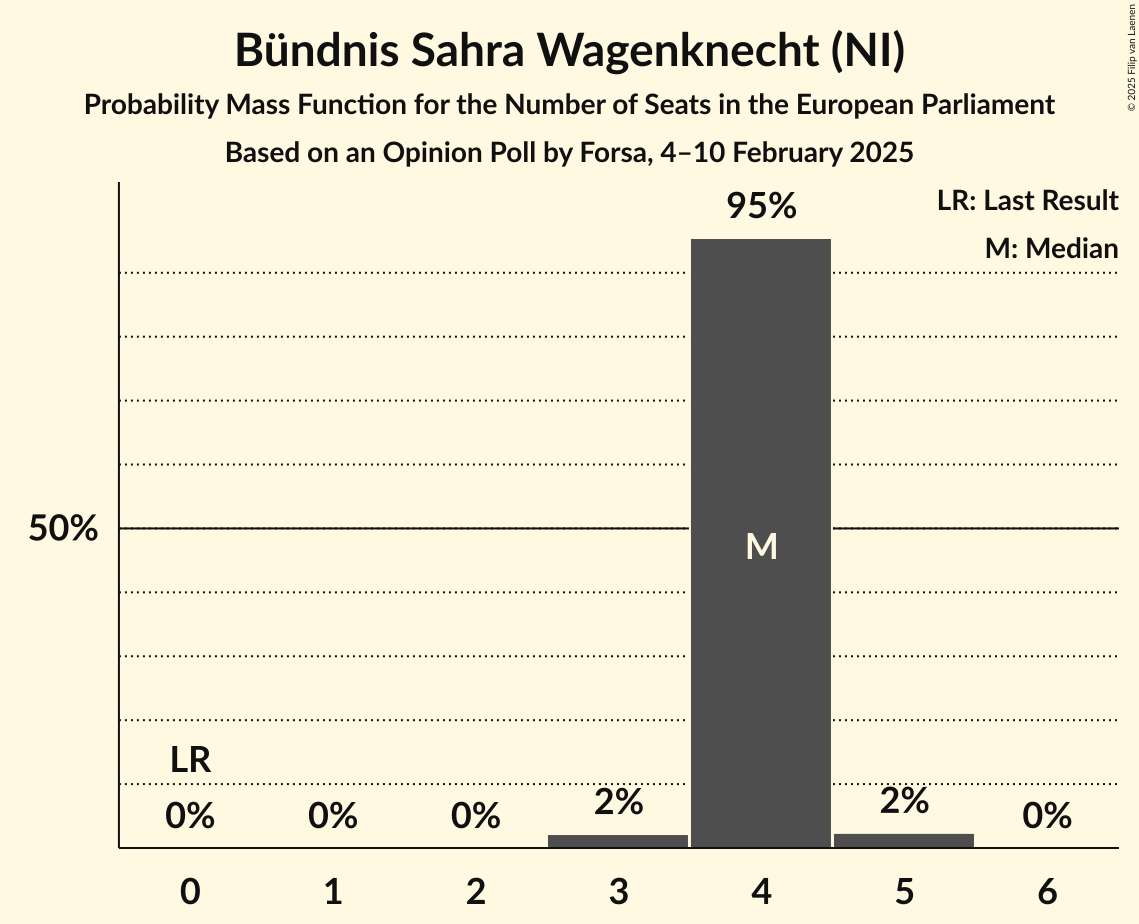 Bündnis Sahra Wagenknecht (NI)
Probability Mass Function for the Number of Seats in the European Parliament
Based on an Opinion Poll by Forsa, 4–10 February 2025
© 2025 Filip van Laenen
LR: Last Result
M: Median
95%
50%
M
LR
0%
0%
0%
2%
2%
0%
0
1
2
3
4
5
6